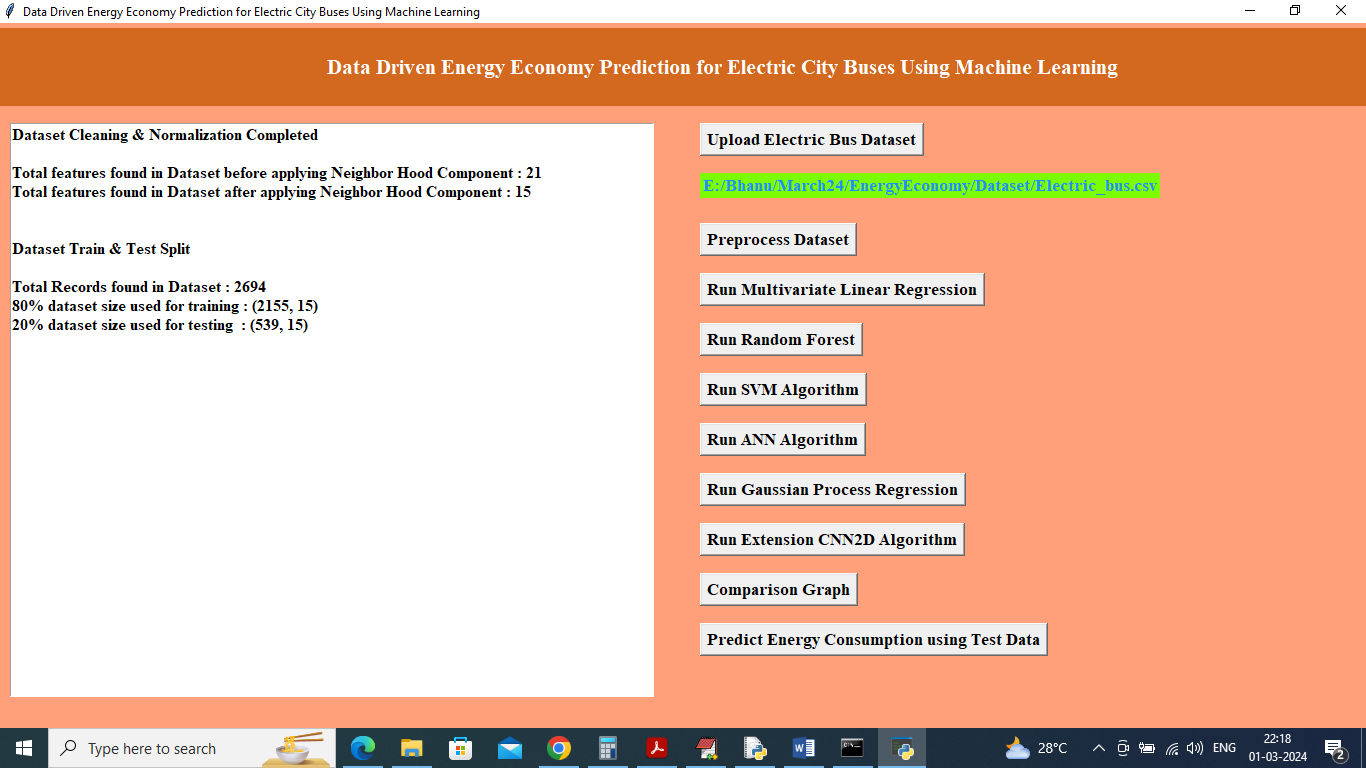 Data Driven Energy Economy Prediction for Electric City Buses Using Machine Learning
Data Driven Energy Economy Prediction for Electric City Buses Using Machine Learning
Dataset Cleaning & Normalization Completed
Total features found in Dataset before applying Neighbor Hood Component : 21
Total features found in Dataset after applying Neighbor Hood Component : 15
Dataset Train & Test Split
Total Records found in Dataset : 2694
80% dataset size used for training : (2155, 15)
20% dataset size used for testing  : (539, 15)
Upload Electric Bus Dataset
E:/Bhanu/March24/EnergyEconomy/Dataset/Electric_bus.csv
Preprocess Dataset
Run Multivariate Linear Regression
Run Random Forest
Run SVM Algorithm
Run ANN Algorithm
Run Gaussian Process Regression
Run Extension CNN2D Algorithm
Comparison Graph
Predict Energy Consumption using Test Data
Type here to search
28°C
ENG
22:18
01-03-2024
2